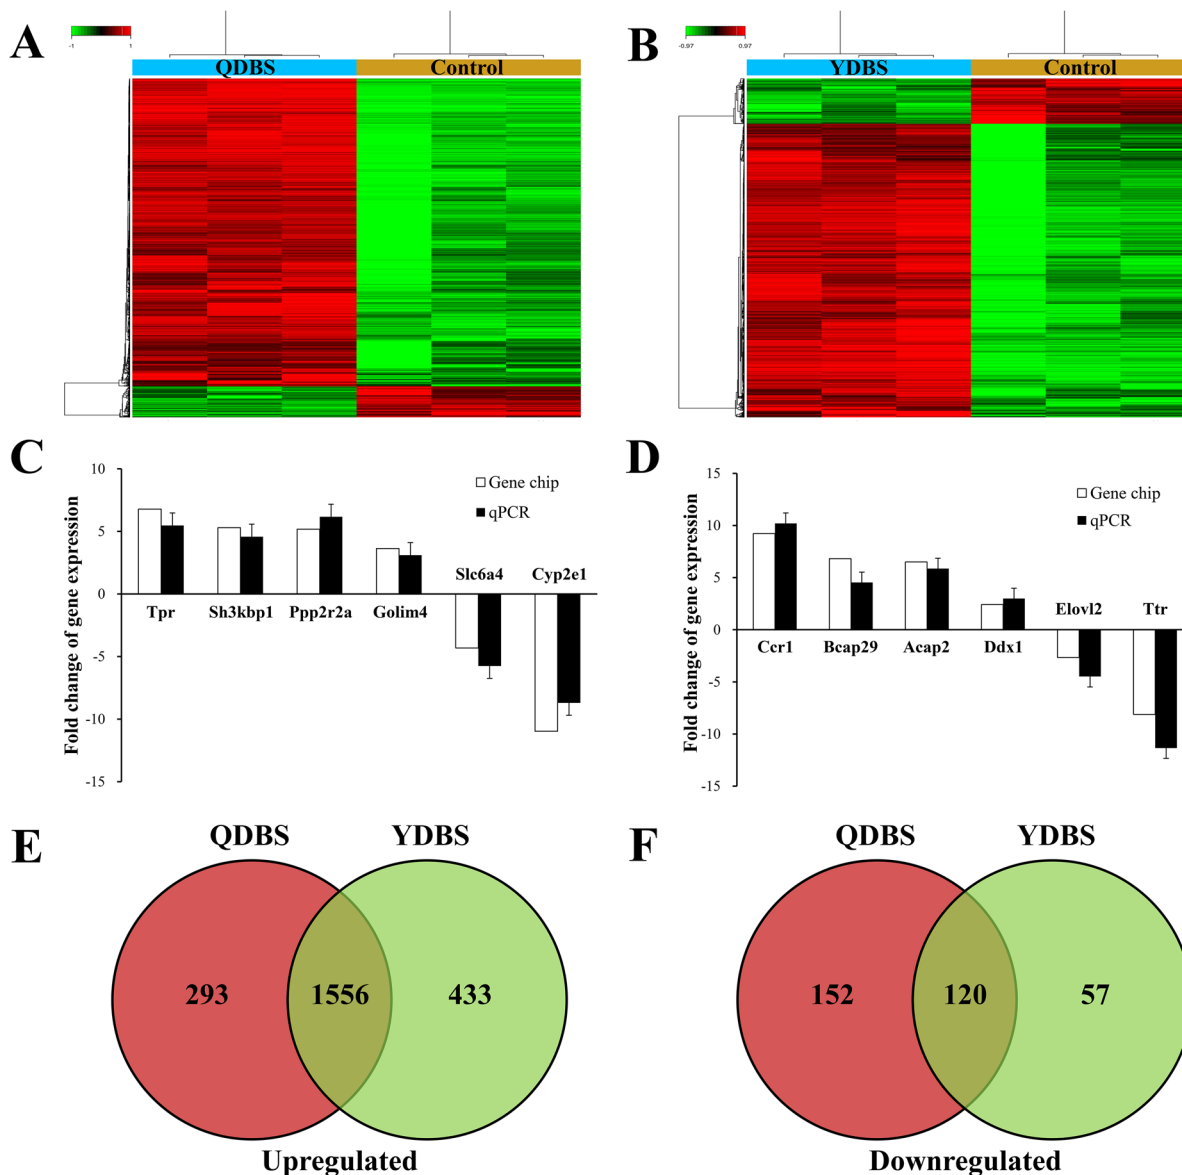 A
-1 1
QDBS Control
B
-0.97 0.97
YDBS Control
C
Fold change of gene expression
10
5
0
-5
-10
-15
Gene chip
qPCR
Slc6a4 Cyp2e1
Tpr Sh3kbp1 Ppp2r2a Golim4
D
Fold change of gene expression
15
10
5
0
-5
-10
-15
Gene chip
qPCR
Elovl2 Ttr
Ccr1 Bcap29 Acap2 Ddx1
E
QDBS YDBS
293 1556 433
Upregulated
F
QDBS YDBS
152 120 57
Downregulated